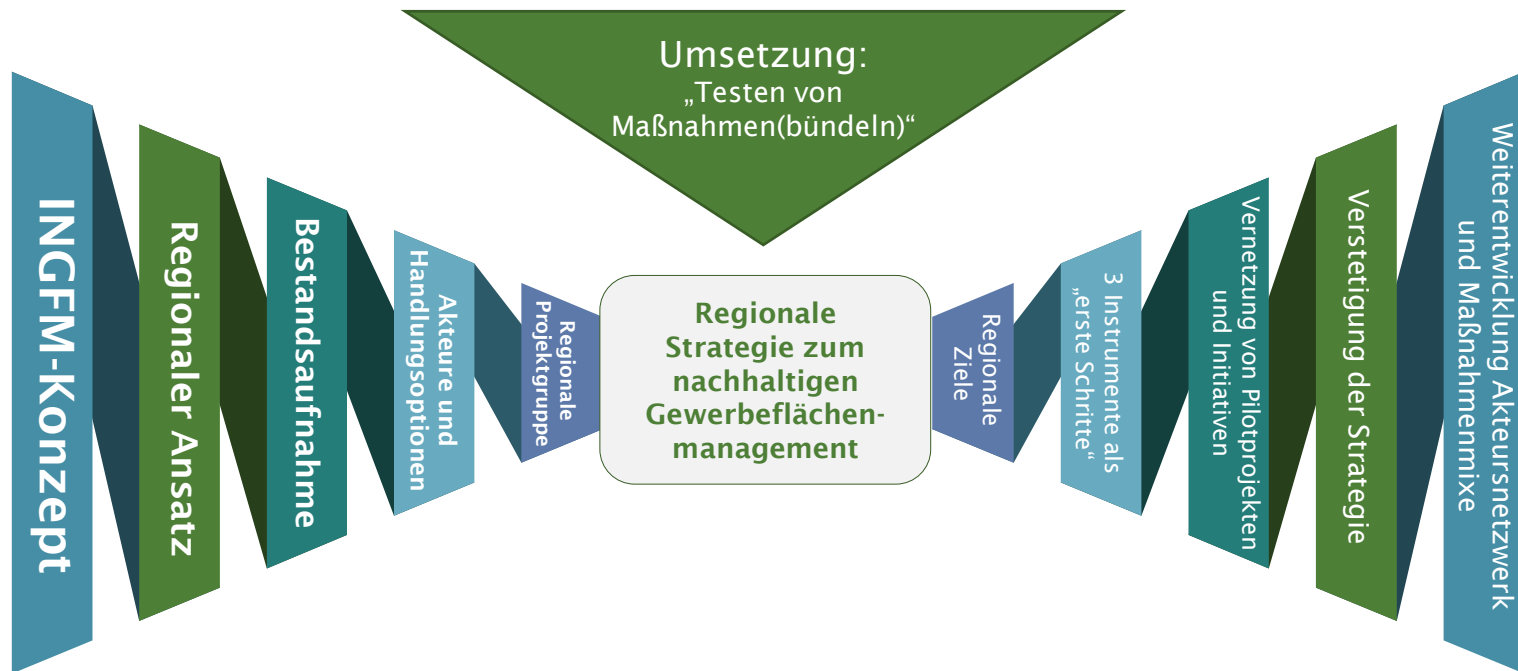 Umsetzung:
„Testen von
Maßnahmen(bündeln)“
INGFM-Konzept
Regionaler Ansatz
Bestandsaufnahme
Akteure und
Handlungsoptionen
Regionale
Projektgruppe
Regionale
Strategie zum
nachhaltigen
Gewerbeflächen-
management
Regionale
Ziele
3 Instrumente als
„erste Schritte“
Vernetzung von Pilotprojekten
und Initiativen
Verstetigung der Strategie
Weiterentwicklung Akteursnetzwerk
und Maßnahmenmixe